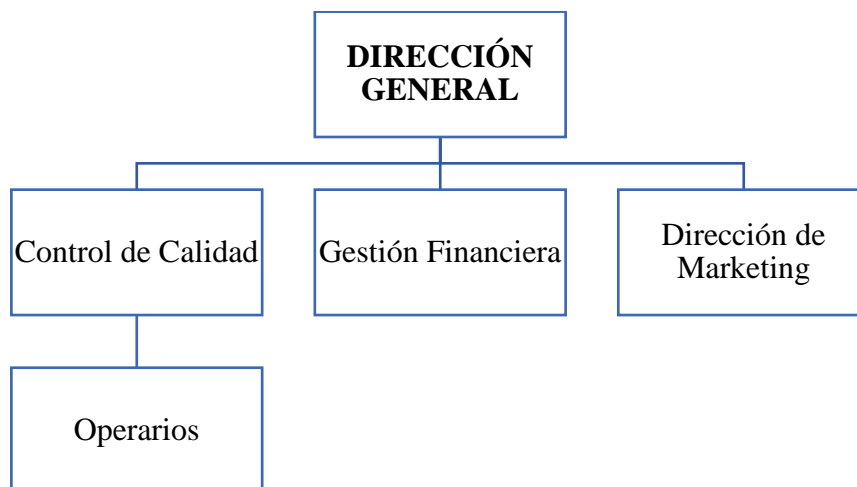 DIRECCIÓN
GENERAL
Control de Calidad
Gestión Financiera
Dirección de
Marketing
Operarios